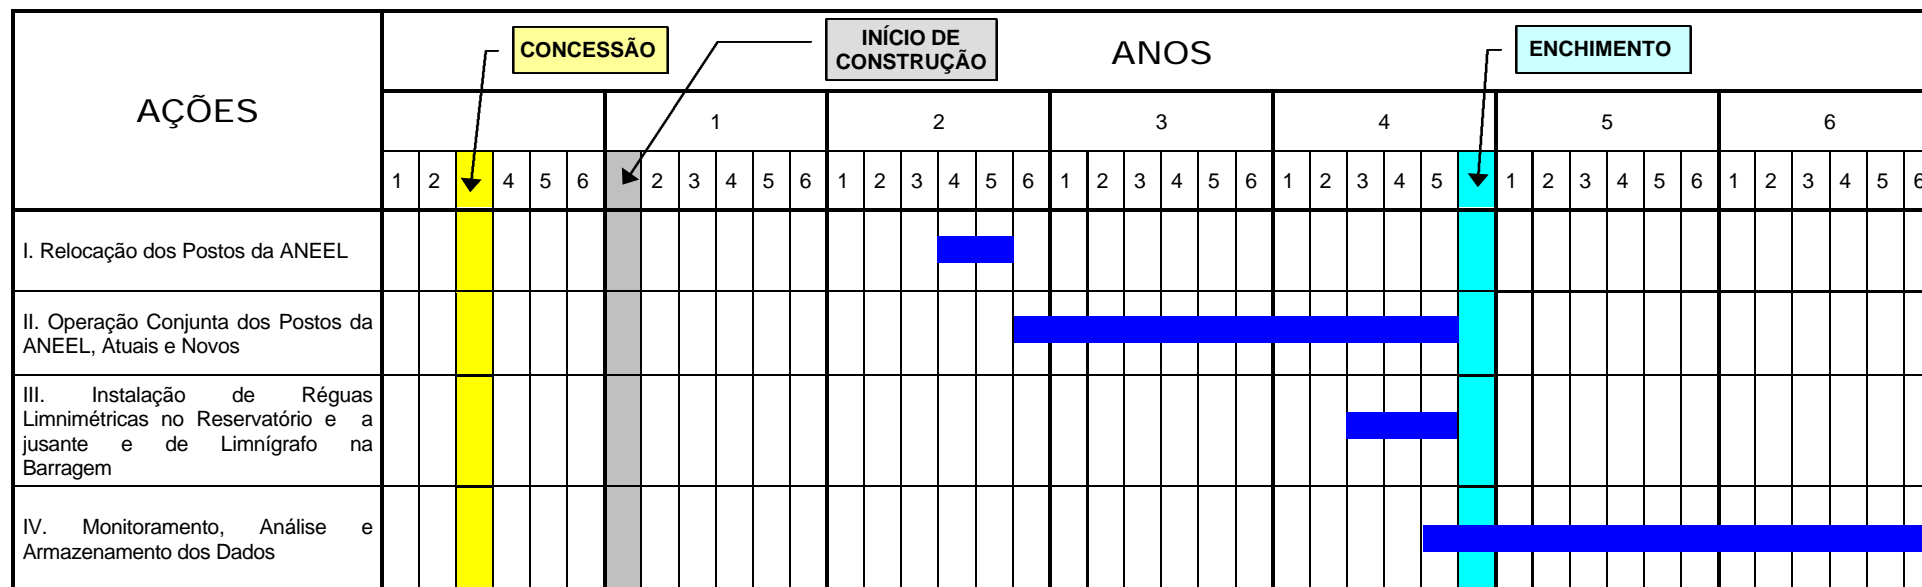 CONCESSÃO
INÍCIO DE
CONSTRUÇÃO
ANOS
ENCHIMENTO
AÇÕES
1 2 3 4 5 6
1 2 4 5 6 2 3 4 5 6 1 2 3 4 5 6 1 2 3 4 5 6 1 2 3 4 5 1 2 3 4 5 6 1 2 3 4 5 6
I. Relocação dos Postos da ANEEL
II. Operação Conjunta dos Postos da
ANEEL, Atuais e Novos
III. Instalação de Réguas
Limnimétricas no Reservatório e a
jusante e de Limnígrafo na
Barragem
IV. Monitoramento, Análise e
Armazenamento dos Dados